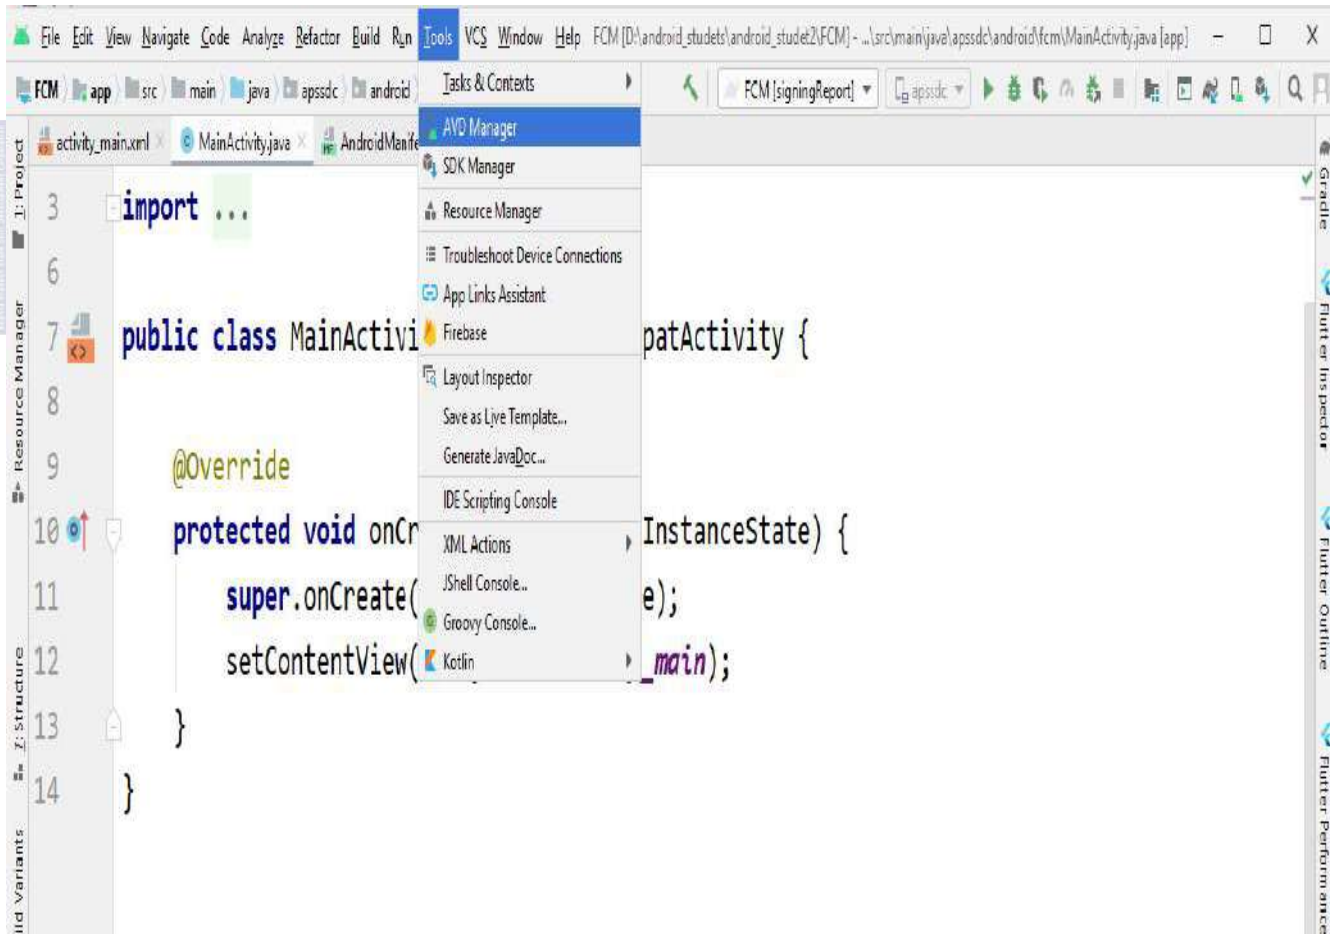 File Edit View Navigate Code Analyze Refactor Build Run Tools VCS Window Help FCM [D:\android_studets\android_studet2\FCM] - ...\src\main\java\apssdc\android\fcm\MainActivity.java [app]
FCM app src main java apssdc android FCM [signingReport] apssdc
activity_main.xml MainActivity.java AndroidManife
Tasks & Contexts
AVD Manager
SDK Manager
Resource Manager
Troubleshoot Device Connections
App Links Assistant
Firebase
Layout Inspector
Save as Live Template...
Generate JavaDoc...
IDE Scripting Console
XML Actions
JShell Console...
Groovy Console...
Kotlin
3 import ...
6
7 public class MainActivi patActivity {
8
9 @Override
10 protected void onCr InstanceState) {
11 super.onCreate( e);
12 setContentView( _main);
13 }
14 }
1: Project
Resource Manager
7: Structure
ild Variants
Gradle
Flutter Inspector
Flutter Outline
Flutter Performance